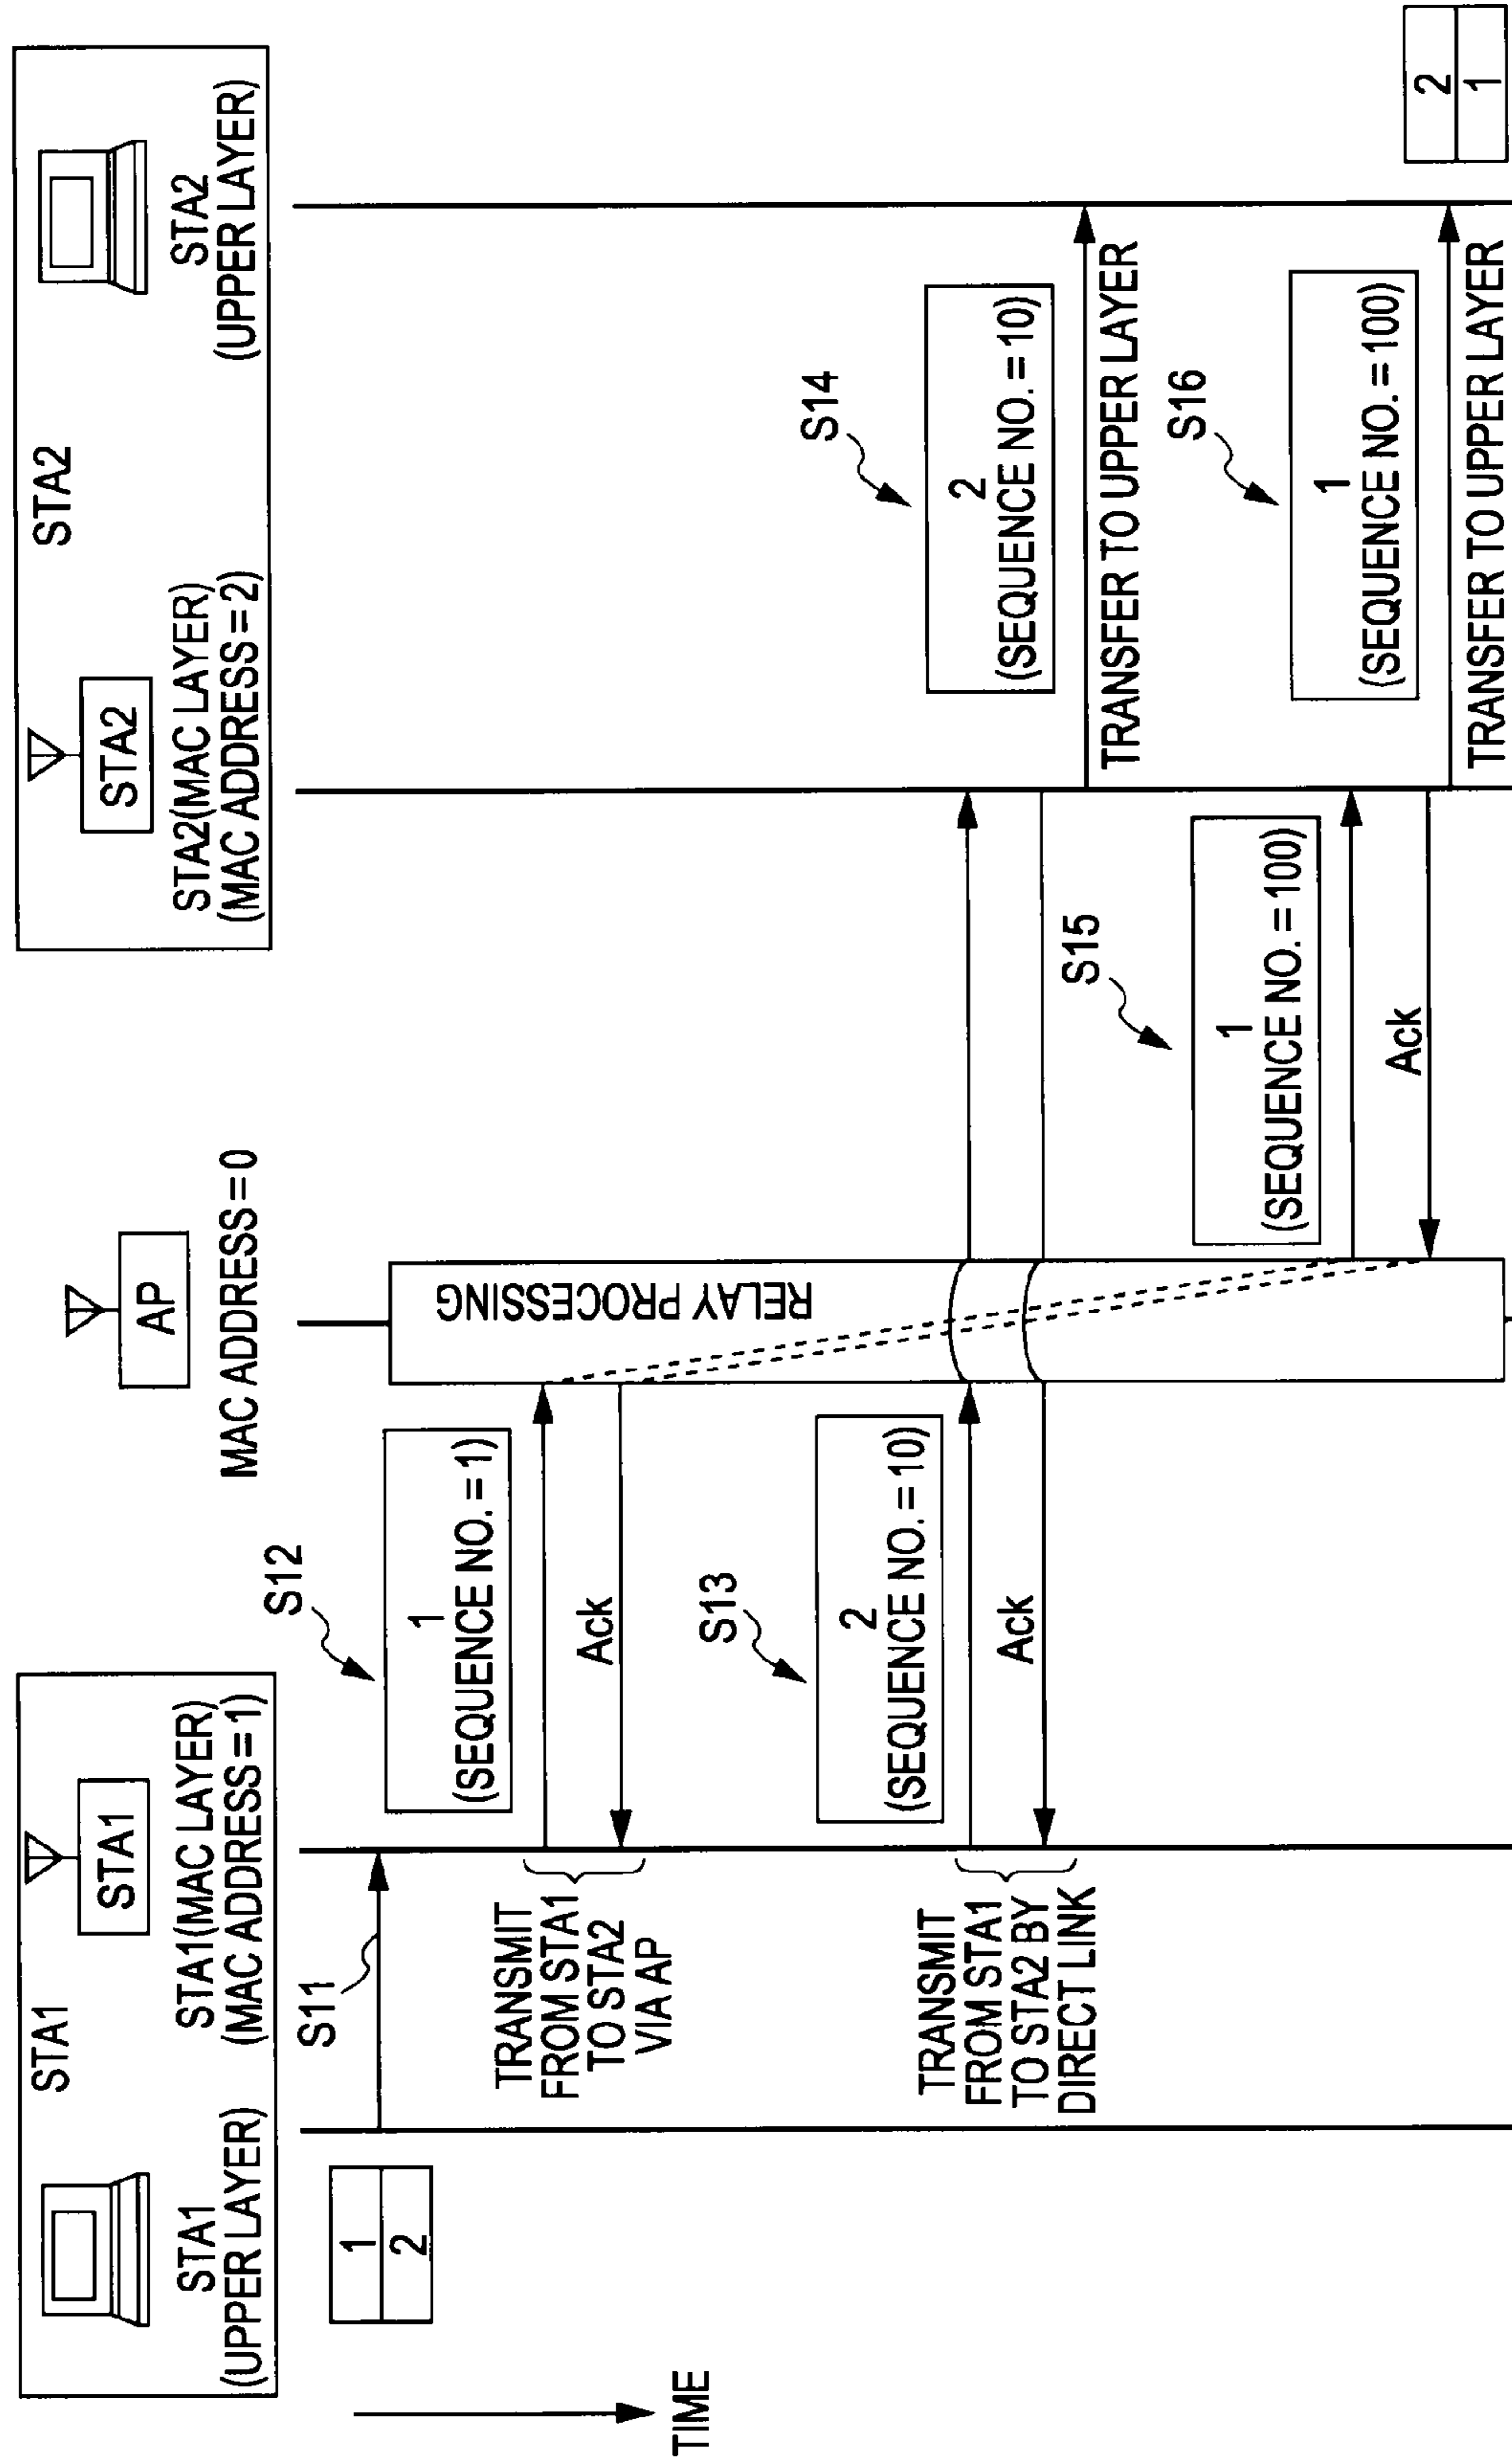 STA1
STA1
STA1
(UPPER LAYER)
STA1(MAC LAYER)
(MAC ADDRESS=1)
AP
MAC ADDRESS=0
STA2
STA2
STA2(MAC LAYER)
(MAC ADDRESS=2)
STA2
(UPPER LAYER)
TIME
1
2
S11
S12
1
(SEQUENCE NO.=1)
TRANSMIT
FROM STA1
TO STA2
VIA AP
Ack
RELAY PROCESSING
S13
2
(SEQUENCE NO.=10)
TRANSMIT
FROM STA1
TO STA2 BY
DIRECT LINK
Ack
S14
2
(SEQUENCE NO.=10)
TRANSFER TO UPPER LAYER
S15
1
(SEQUENCE NO.=100)
Ack
S16
1
(SEQUENCE NO.=100)
TRANSFER TO UPPER LAYER
2
1